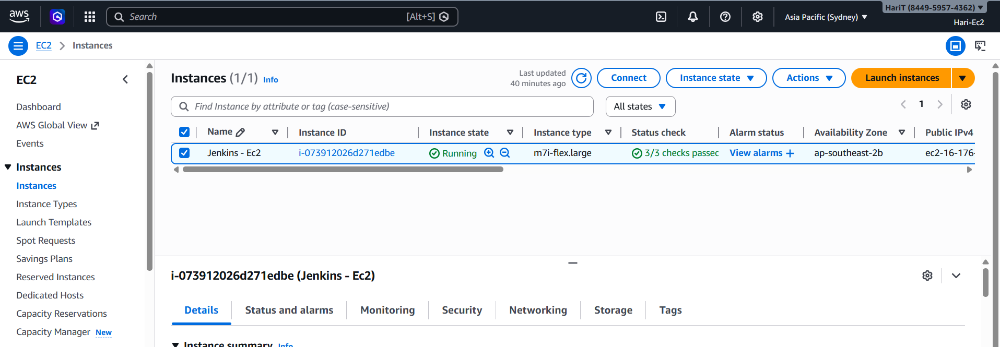 aws
Search [Alt+S]
Asia Pacific (Sydney)
HariT (8449-5957-4362)
Hari-Ec2
EC2 Instances
EC2
Dashboard
AWS Global View
Events
Instances
Instances
Instance Types
Launch Templates
Spot Requests
Savings Plans
Reserved Instances
Dedicated Hosts
Capacity Reservations
Capacity Manager New
Instances (1/1) Info
Last updated
40 minutes ago
Connect Instance state Actions Launch instances
Find Instance by attribute or tag (case-sensitive) All states 1
Name Instance ID Instance state Instance type Status check Alarm status Availability Zone Public IPv4
Jenkins - Ec2 i-073912026d271edbe Running m7i-flex.large 3/3 checks passed View alarms + ap-southeast-2b ec2-16-176-
i-073912026d271edbe (Jenkins - Ec2)
Details Status and alarms Monitoring Security Networking Storage Tags
Instance summary Info